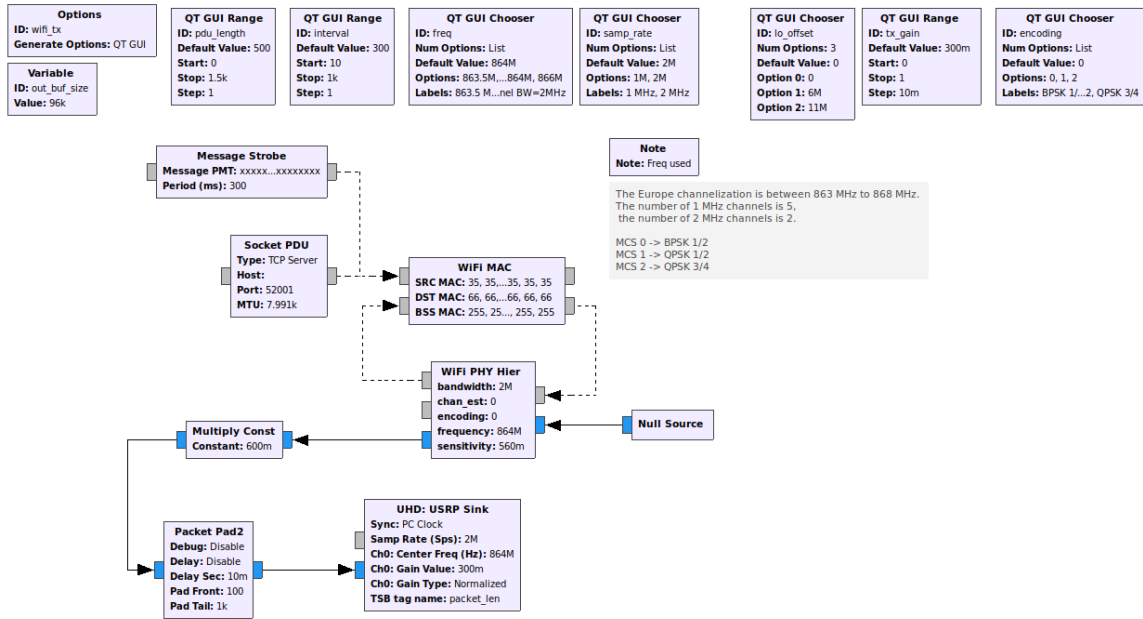 Options
ID: wifi_tx
Generate Options: QT GUI
Variable
ID: out_buf_size
Value: 96k
QT GUI Range
ID: pdu_length
Default Value: 500
Start: 0
Stop: 1.5k
Step: 1
QT GUI Range
ID: interval
Default Value: 300
Start: 10
Stop: 1k
Step: 1
QT GUI Chooser
ID: freq
Num Options: List
Default Value: 864M
Options: 863.5M,...864M, 866M
Labels: 863.5 M...nel BW=2MHz
QT GUI Chooser
ID: samp_rate
Num Options: List
Default Value: 2M
Options: 1M, 2M
Labels: 1 MHz, 2 MHz
QT GUI Chooser
ID: lo_offset
Num Options: 3
Default Value: 0
Option 0: 0
Option 1: 6M
Option 2: 11M
QT GUI Range
ID: tx_gain
Default Value: 300m
Start: 0
Stop: 1
Step: 10m
QT GUI Chooser
ID: encoding
Num Options: List
Default Value: 0
Options: 0, 1, 2
Labels: BPSK 1/...2, QPSK 3/4
Message Strobe
Message PMT: xxxxx...xxxxxxxx
Period (ms): 300
Note
Note: Freq used
The Europe channelization is between 863 MHz to 868 MHz.
The number of 1 MHz channels is 5,
the number of 2 MHz channels is 2.
MCS 0 -> BPSK 1/2
MCS 1 -> QPSK 1/2
MCS 2 -> QPSK 3/4
Socket PDU
Type: TCP Server
Host:
Port: 52001
MTU: 7.991k
WiFi MAC
SRC MAC: 35, 35,...35, 35, 35
DST MAC: 66, 66,...66, 66, 66
BSS MAC: 255, 25..., 255, 255
WiFi PHY Hier
bandwidth: 2M
chan_est: 0
encoding: 0
frequency: 864M
sensitivity: 560m
Null Source
Multiply Const
Constant: 600m
Packet Pad2
Debug: Disable
Delay: Disable
Delay Sec: 10m
Pad Front: 100
Pad Tail: 1k
UHD: USRP Sink
Sync: PC Clock
Samp Rate (Sps): 2M
Ch0: Center Freq (Hz): 864M
Ch0: Gain Value: 300m
Ch0: Gain Type: Normalized
TSB tag name: packet_len